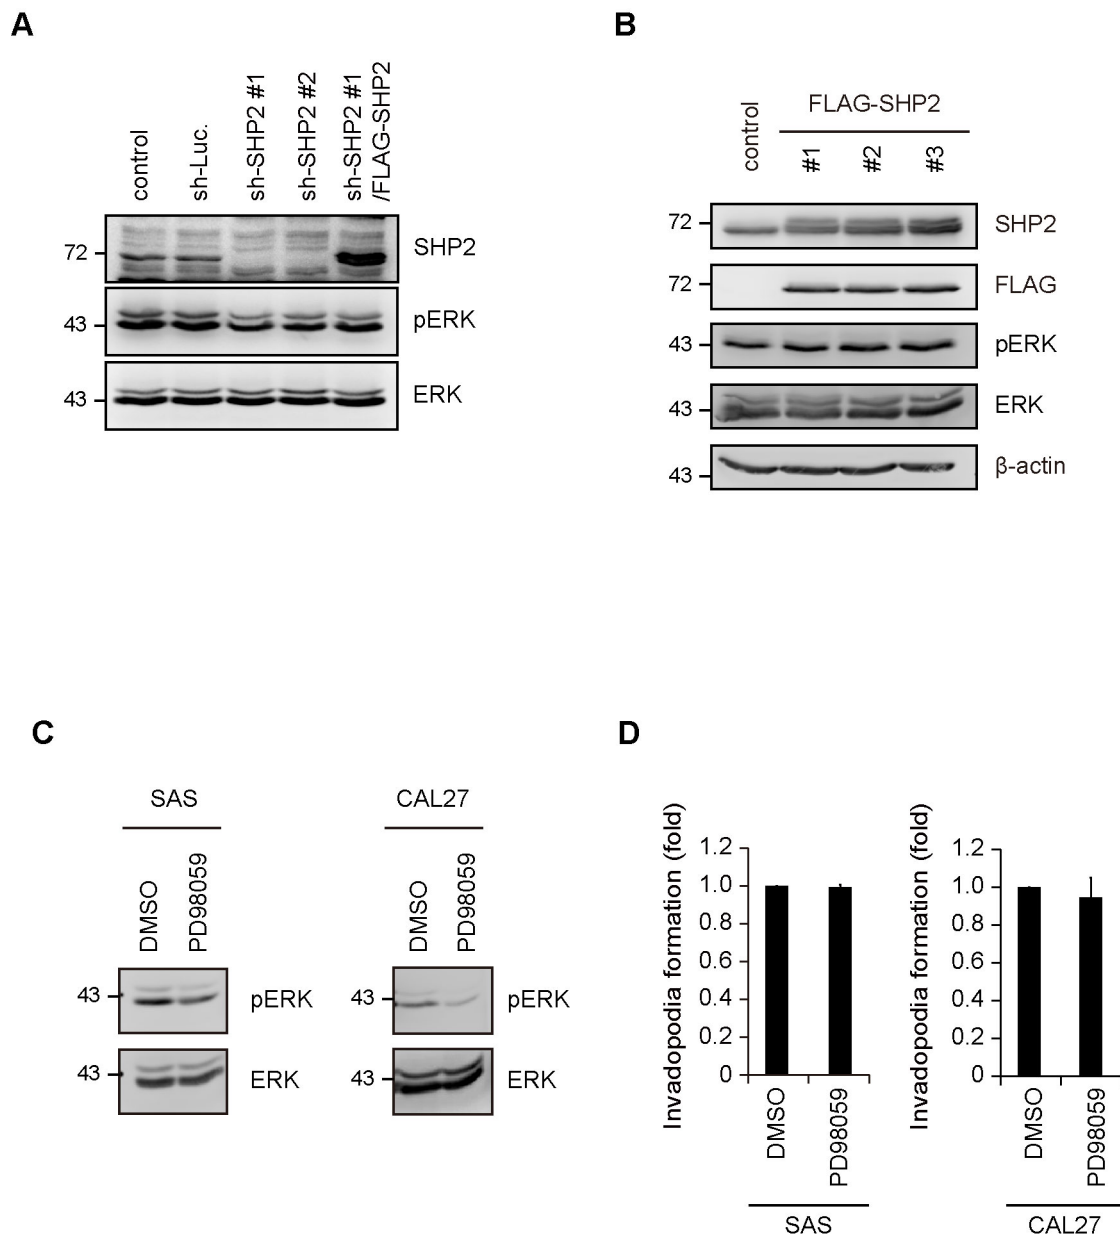 A
control
sh-Luc.
sh-SHP2 #1
sh-SHP2 #2
sh-SHP2 #1
/FLAG-SHP2
72
SHP2
43
pERK
43
ERK
B
control
FLAG-SHP2
#1
#2
#3
72
SHP2
72
FLAG
43
pERK
43
ERK
43
β-actin
C
SAS
DMSO
PD98059
43
pERK
43
ERK
CAL27
DMSO
PD98059
43
pERK
43
ERK
D
Invadopodia formation (fold)
1.2
1.0
0.8
0.6
0.4
0.2
0
DMSO
PD98059
SAS
Invadopodia formation (fold)
1.2
1.0
0.8
0.6
0.4
0.2
0
DMSO
PD98059
CAL27